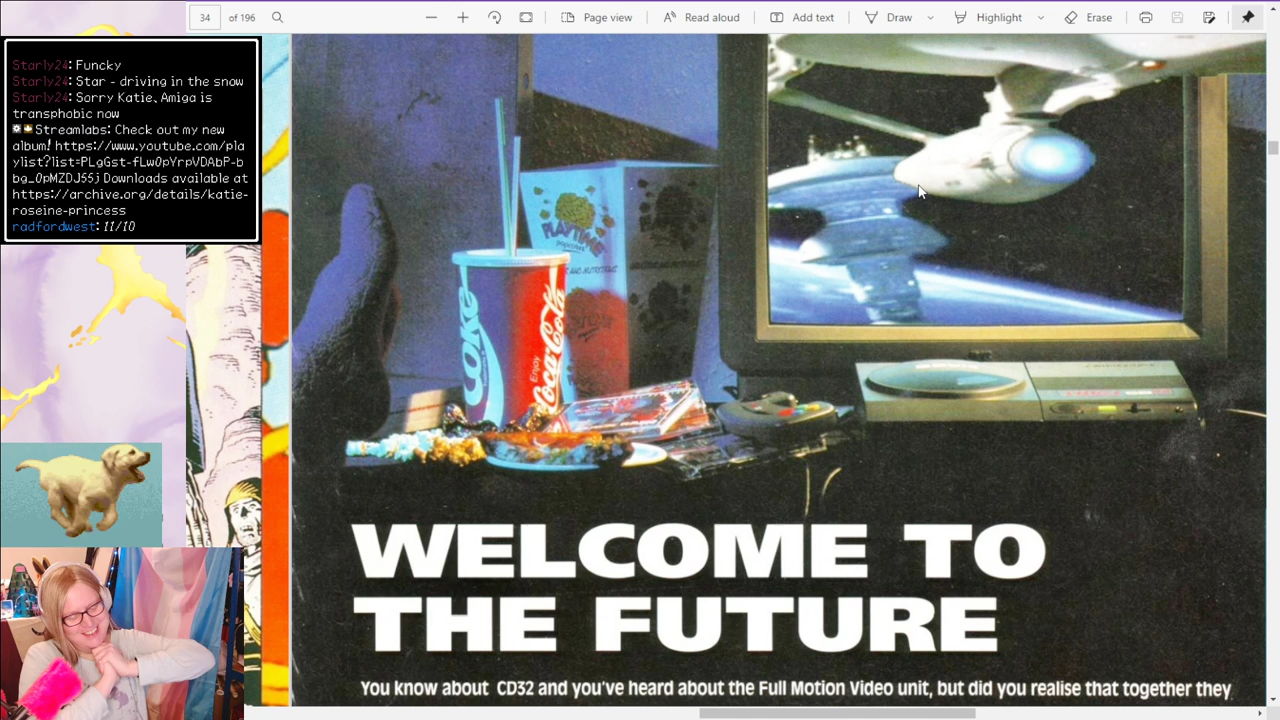 34 of 196
Page view
Read aloud
Add text
Draw
Highlight
Erase
Starly24: Funcky
Starly24: Star - driving in the snow
Starly24: Sorry Katie, Amiga is
transphobic now
Streamlabs: Check out my new
album! https://www.youtube.com/pla
ylist?list=PLgGst-fLw0pYrpVDAbP-b
bg_0pMZDJ55j Downloads available at
https://archive.org/details/katie-
roseine-princess
radfordwest: 11/10
PLAYTIME
popcorn
COKE
Enjoy
Coca-Cola
WELCOME TO
THE FUTURE
You know about CD32 and you've heard about the Full Motion Video unit, but did you realise that together they